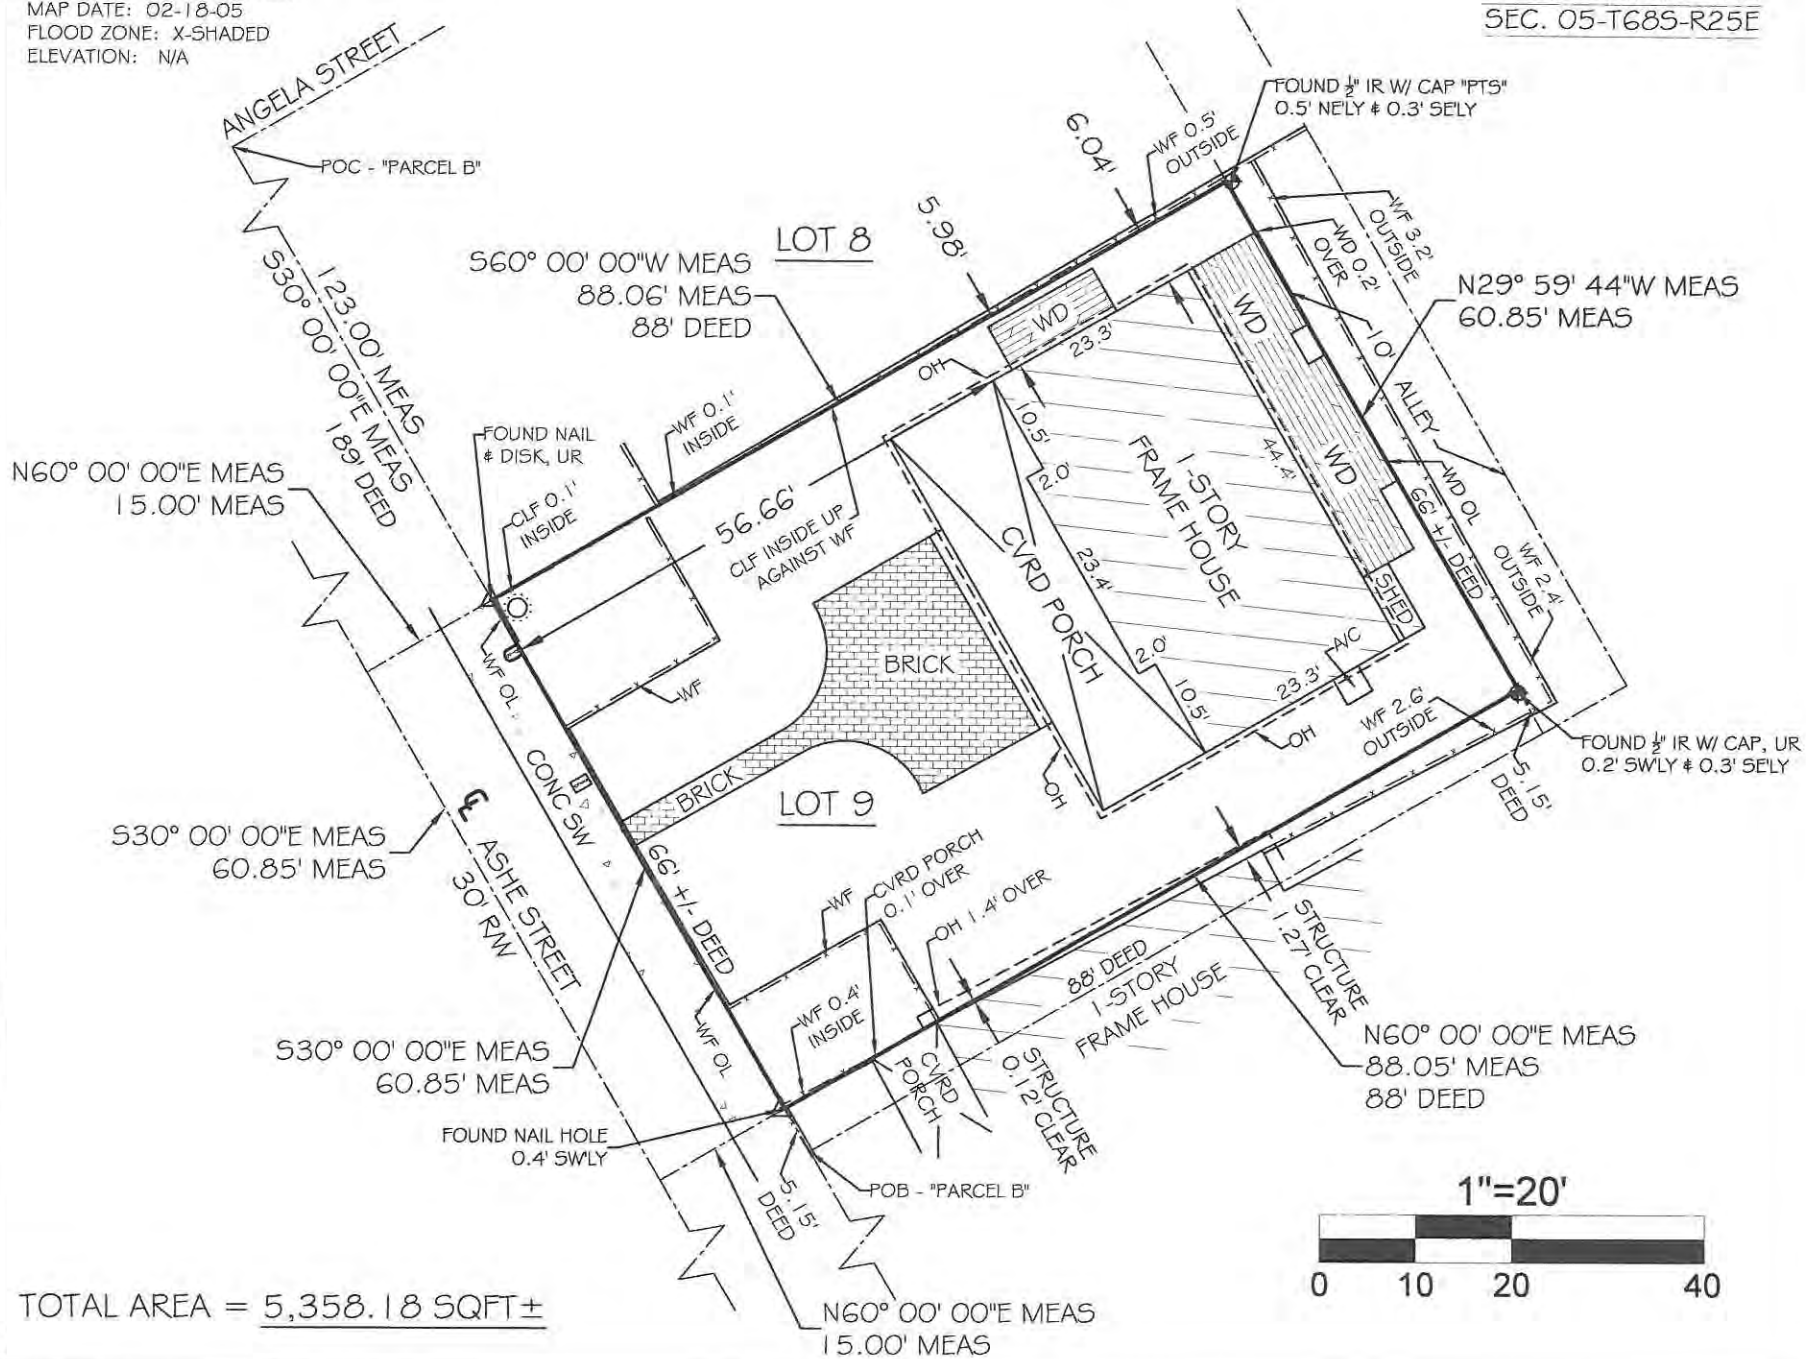 MAP DATE: 02-18-05
FLOOD ZONE: X-SHADED
ELEVATION: N/A
SEC. 05-T68S-R25E
ANGELA STREET
POC - "PARCEL B"
FOUND ½" IR W/ CAP "PTS"
0.5' NE'LY & 0.3' SE'LY
6.04'
WF 0.5'
OUTSIDE
5.98'
LOT 8
S60° 00' 00"W MEAS
88.06' MEAS
88' DEED
123.00' MEAS
S30° 00' 00"E MEAS
189' DEED
WF 3.2'
OUTSIDE
WD 0.2'
OVER
N29° 59' 44"W MEAS
60.85' MEAS
10'
ALLEY
WD
23.3'
OH
WD
WD
44.4'
1-STORY
FRAME HOUSE
10.5'
2.0'
23.4'
2.0'
10.5'
CVRD PORCH
WF 0.1'
INSIDE
FOUND NAIL
& DISK, UR
CLF 0.1'
INSIDE
N60° 00' 00"E MEAS
15.00' MEAS
56.66'
CLF INSIDE UP
AGAINST WF
WD OL
66' +/- DEED
WF 2.4'
OUTSIDE
SHED
A/C
23.3'
WF OL
WF
BRICK
BRICK
LOT 9
OH
OH
WF 2.6'
OUTSIDE
FOUND ½" IR W/ CAP, UR
0.2' SW'LY & 0.3' SE'LY
5.15'
DEED
CONC SW
CL
ASHE STREET
30' R/W
S30° 00' 00"E MEAS
60.85' MEAS
66' +/- DEED
WF
CVRD PORCH
0.1' OVER
OH 1.4' OVER
88' DEED
1-STORY
FRAME HOUSE
STRUCTURE
1.27' CLEAR
WF 0.4'
INSIDE
WF OL
S30° 00' 00"E MEAS
60.85' MEAS
CVRD
PORCH
STRUCTURE
0.12' CLEAR
N60° 00' 00"E MEAS
88.05' MEAS
88' DEED
FOUND NAIL HOLE
0.4' SW'LY
POB - "PARCEL B"
5.15'
DEED
1"=20'
0 10 20 40
TOTAL AREA = 5,358.18 SQFT±
N60° 00' 00"E MEAS
15.00' MEAS